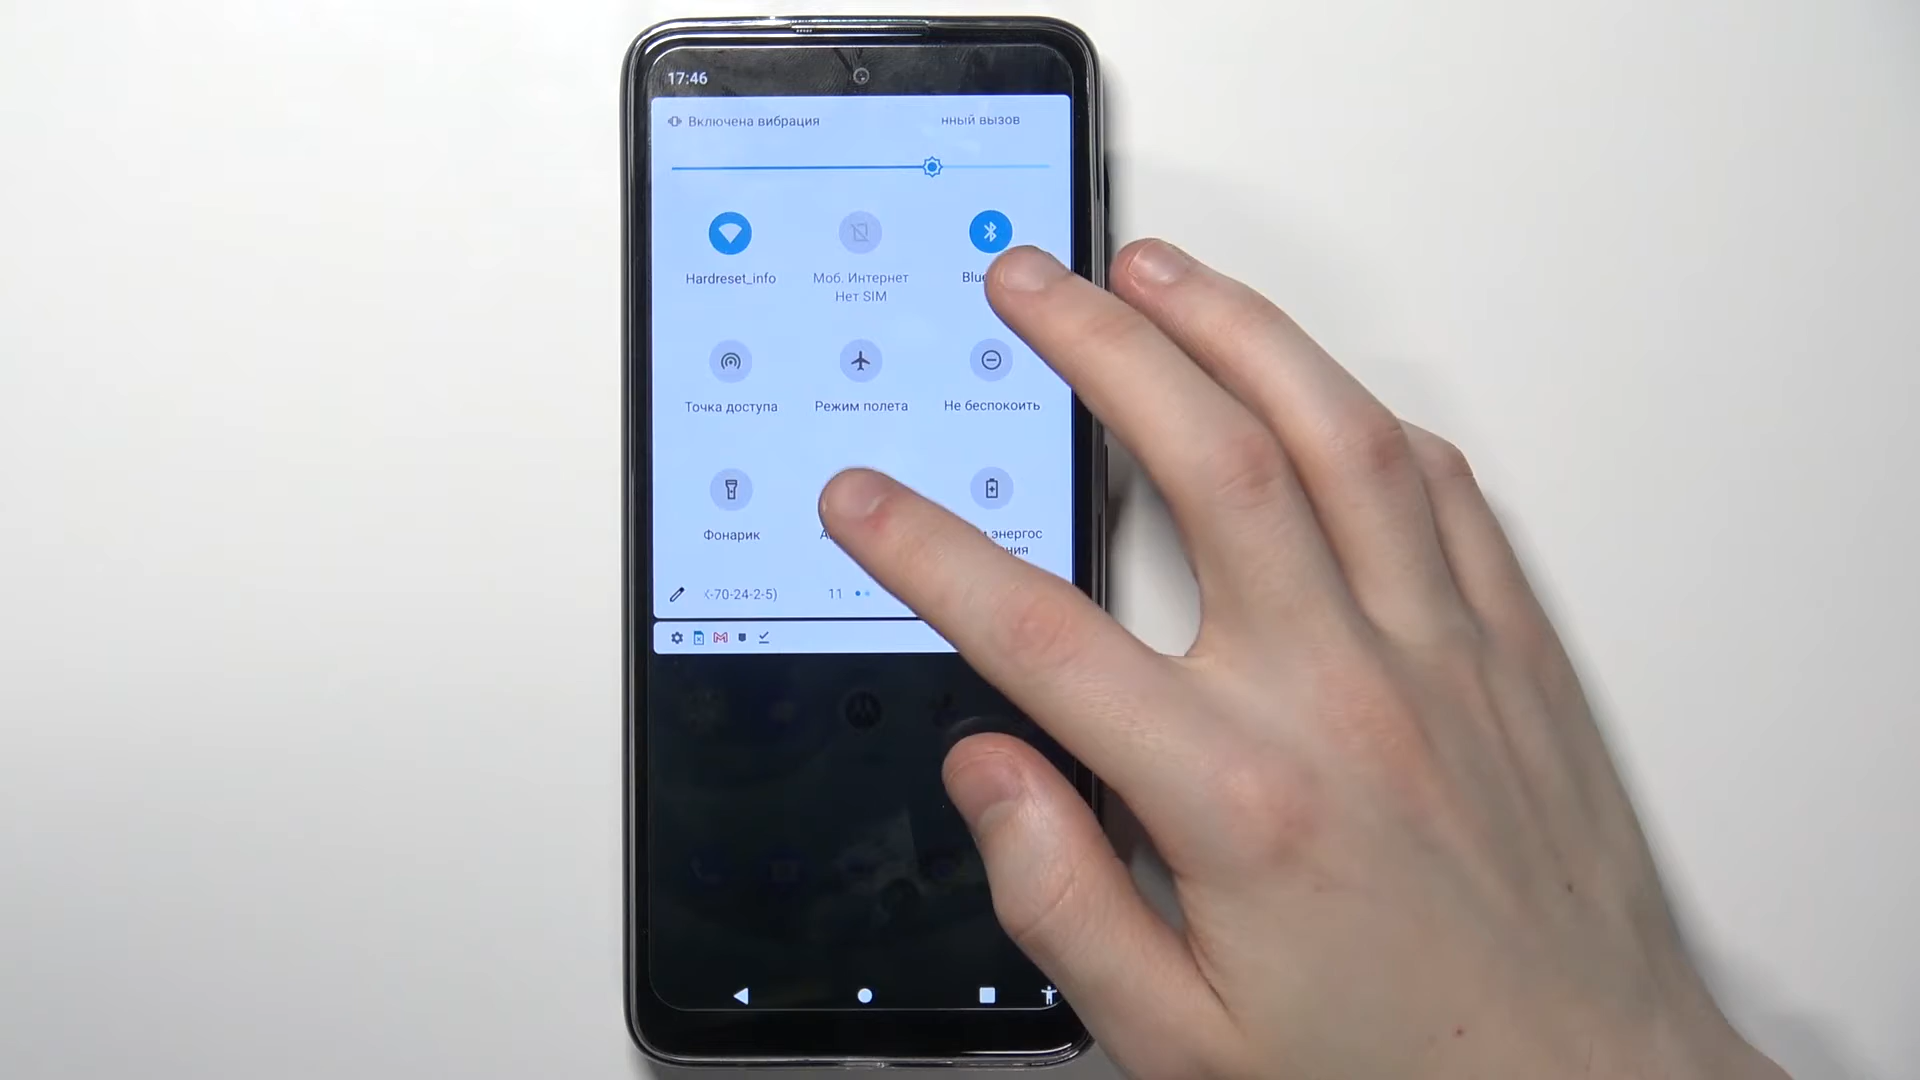 17:46
Включена вибрация
нный вызов
Hardreset_info
Моб. Интернет
Нет SIM
Точка доступа
Режим полета
Не беспокоить
Фонарик
энергос
ния
-70-24-2-5)
11